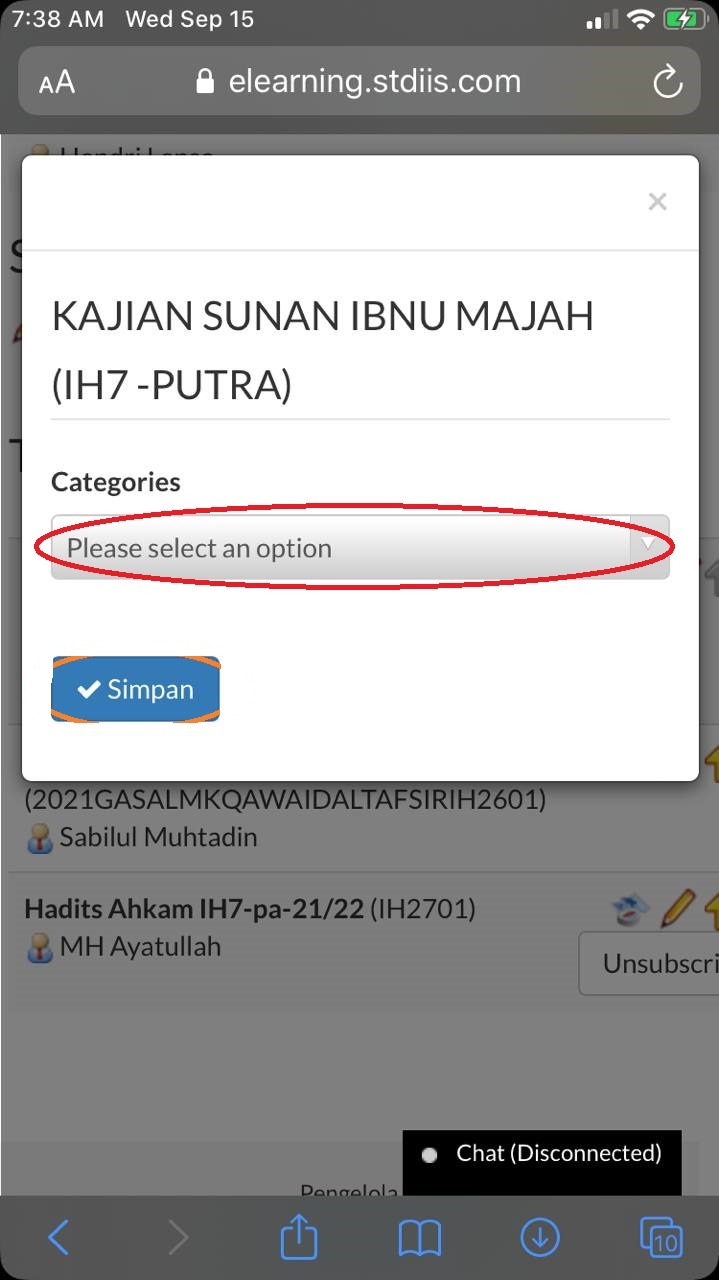 7:38 AM Wed Sep 15
AA elearning.stdiis.com
×
KAJIAN SUNAN IBNU MAJAH
(IH7 -PUTRA)
Categories
Please select an option
Simpan
(2021GASALMKQAWAIDALTAFSIRIH2601)
Sabilul Muhtadin
Hadits Ahkam IH7-pa-21/22 (IH2701)
MH Ayatullah
Unsubscri
Chat (Disconnected)
Pengelola
10